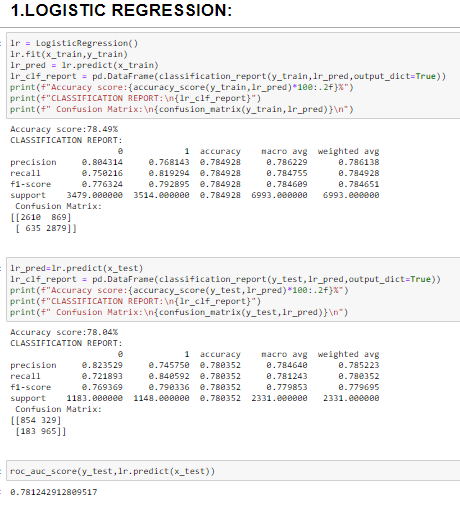 1.LOGISTIC REGRESSION:
lr = LogisticRegression()
lr.fit(x_train,y_train)
lr_pred = lr.predict(x_train)
lr_clf_report = pd.DataFrame(classification_report(y_train,lr_pred,output_dict=True))
print(f"Accuracy score:{accuracy_score(y_train,lr_pred)*100:.2f}%")
print(f"CLASSIFICATION REPORT:\n{lr_clf_report}")
print(f" Confusion Matrix:\n{confusion_matrix(y_train,lr_pred)}\n")
Accuracy score:78.49%
CLASSIFICATION REPORT:
0 1 accuracy macro avg weighted avg
precision 0.804314 0.768143 0.784928 0.786229 0.786138
recall 0.750216 0.819294 0.784928 0.784755 0.784928
f1-score 0.776324 0.792895 0.784928 0.784609 0.784651
support 3479.000000 3514.000000 0.784928 6993.000000 6993.000000
Confusion Matrix:
[[2610 869]
[ 635 2879]]
lr_pred=lr.predict(x_test)
lr_clf_report = pd.DataFrame(classification_report(y_test,lr_pred,output_dict=True))
print(f"Accuracy score:{accuracy_score(y_test,lr_pred)*100:.2f}%")
print(f"CLASSIFICATION REPORT:\n{lr_clf_report}")
print(f" Confusion Matrix:\n{confusion_matrix(y_test,lr_pred)}\n")
Accuracy score:78.04%
CLASSIFICATION REPORT:
0 1 accuracy macro avg weighted avg
precision 0.823529 0.745750 0.780352 0.784640 0.785223
recall 0.721893 0.840592 0.780352 0.781243 0.780352
f1-score 0.769369 0.790336 0.780352 0.779853 0.779695
support 1183.000000 1148.000000 0.780352 2331.000000 2331.000000
Confusion Matrix:
[[854 329]
[183 965]]
roc_auc_score(y_test,lr.predict(x_test))
0.781242912809517